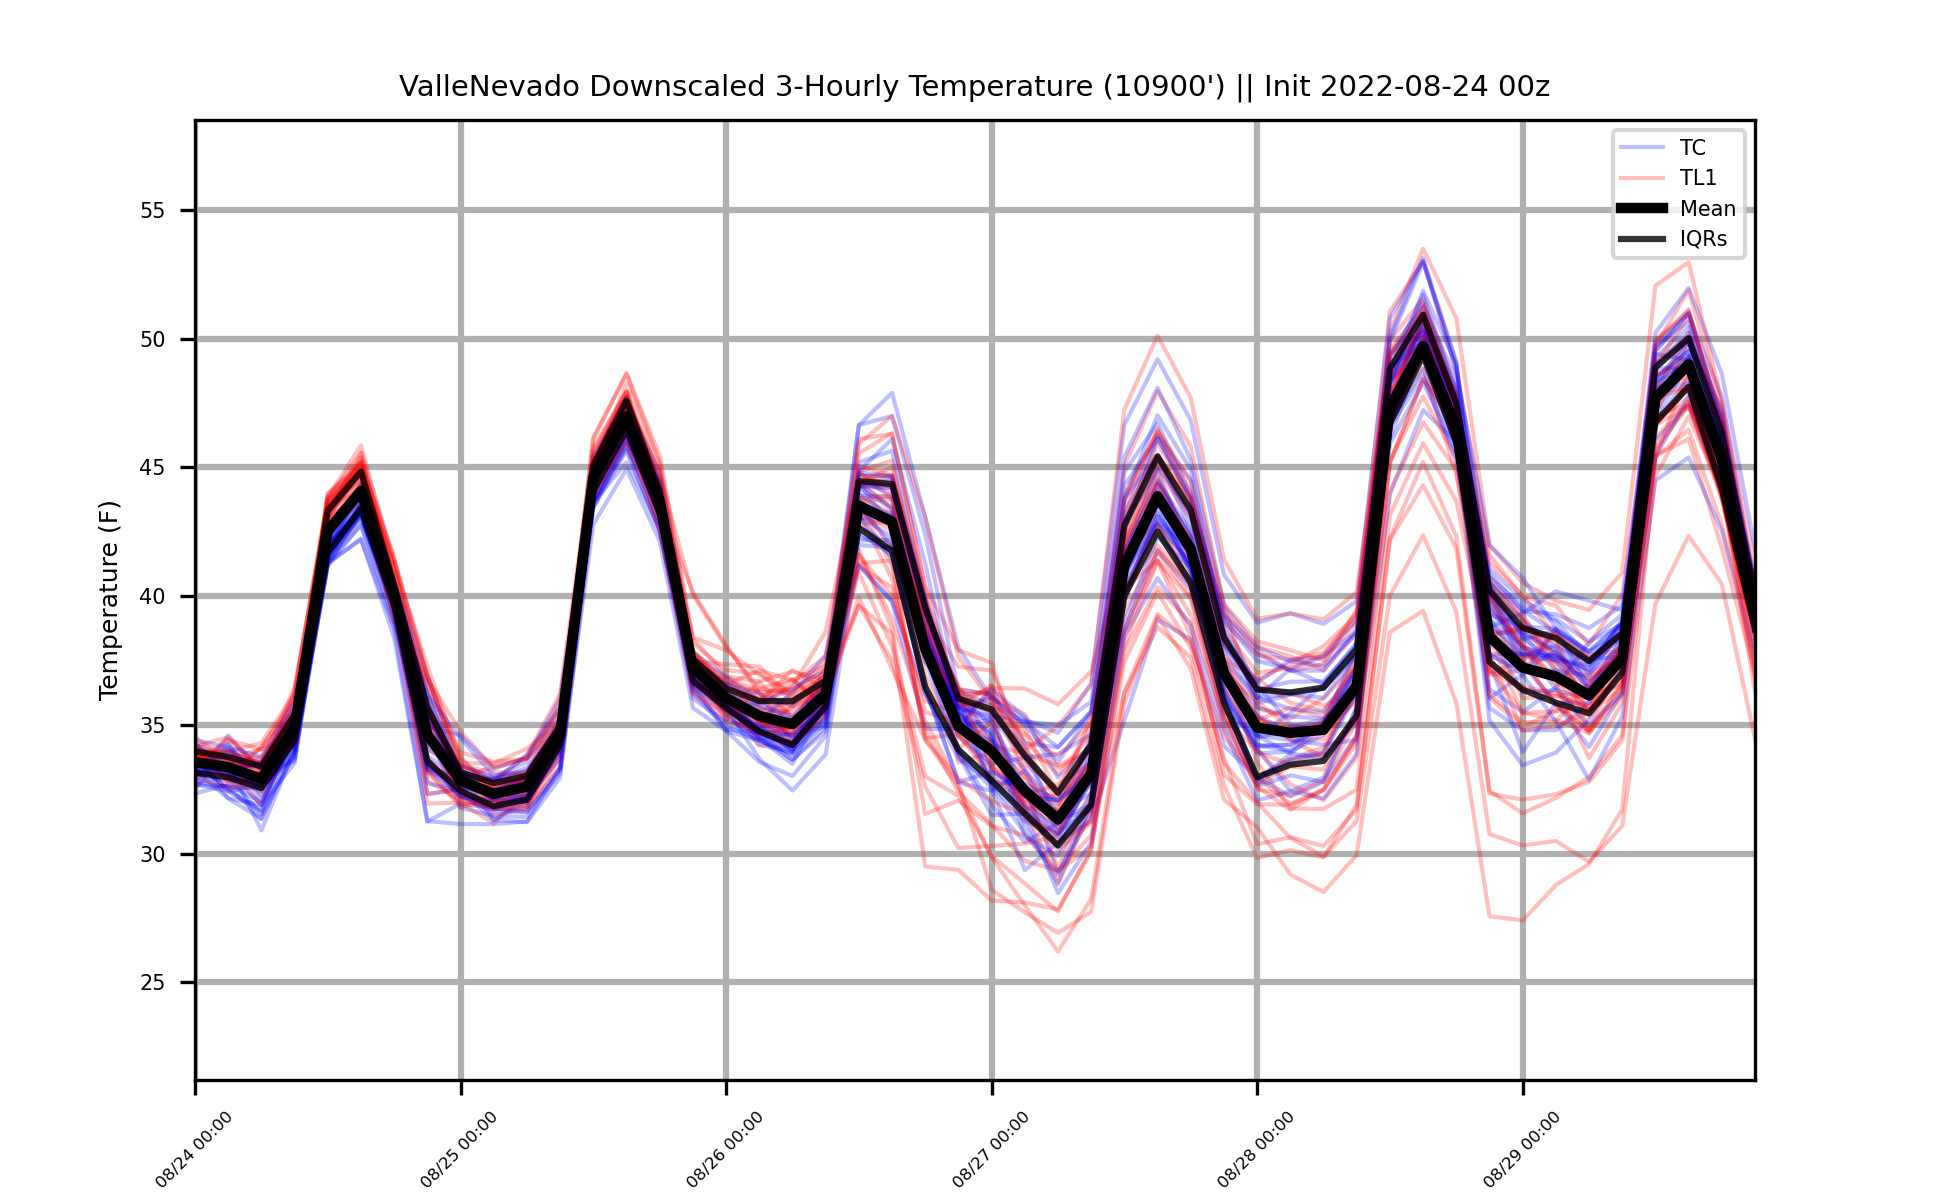 ValleNevado Downscaled 3-Hourly Temperature (10900') || Init 2022-08-24 00z
TC
TL1
Mean
IQRs
Temperature (F)
55
50
45
40
35
30
25
08/24 00:00
08/25 00:00
08/26 00:00
08/27 00:00
08/28 00:00
08/29 00:00